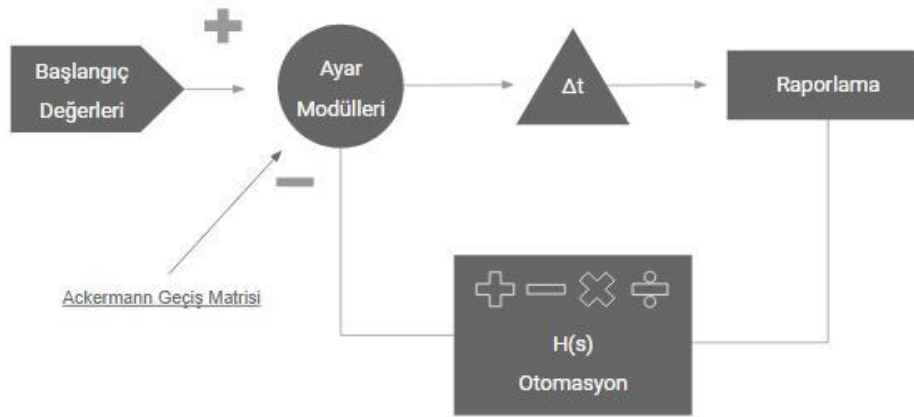 Başlangıç
Değerleri
Ayar
Modülleri
Δt
Raporlama
Ackermann Geçiş Matrisi
H(s)
Otomasyon